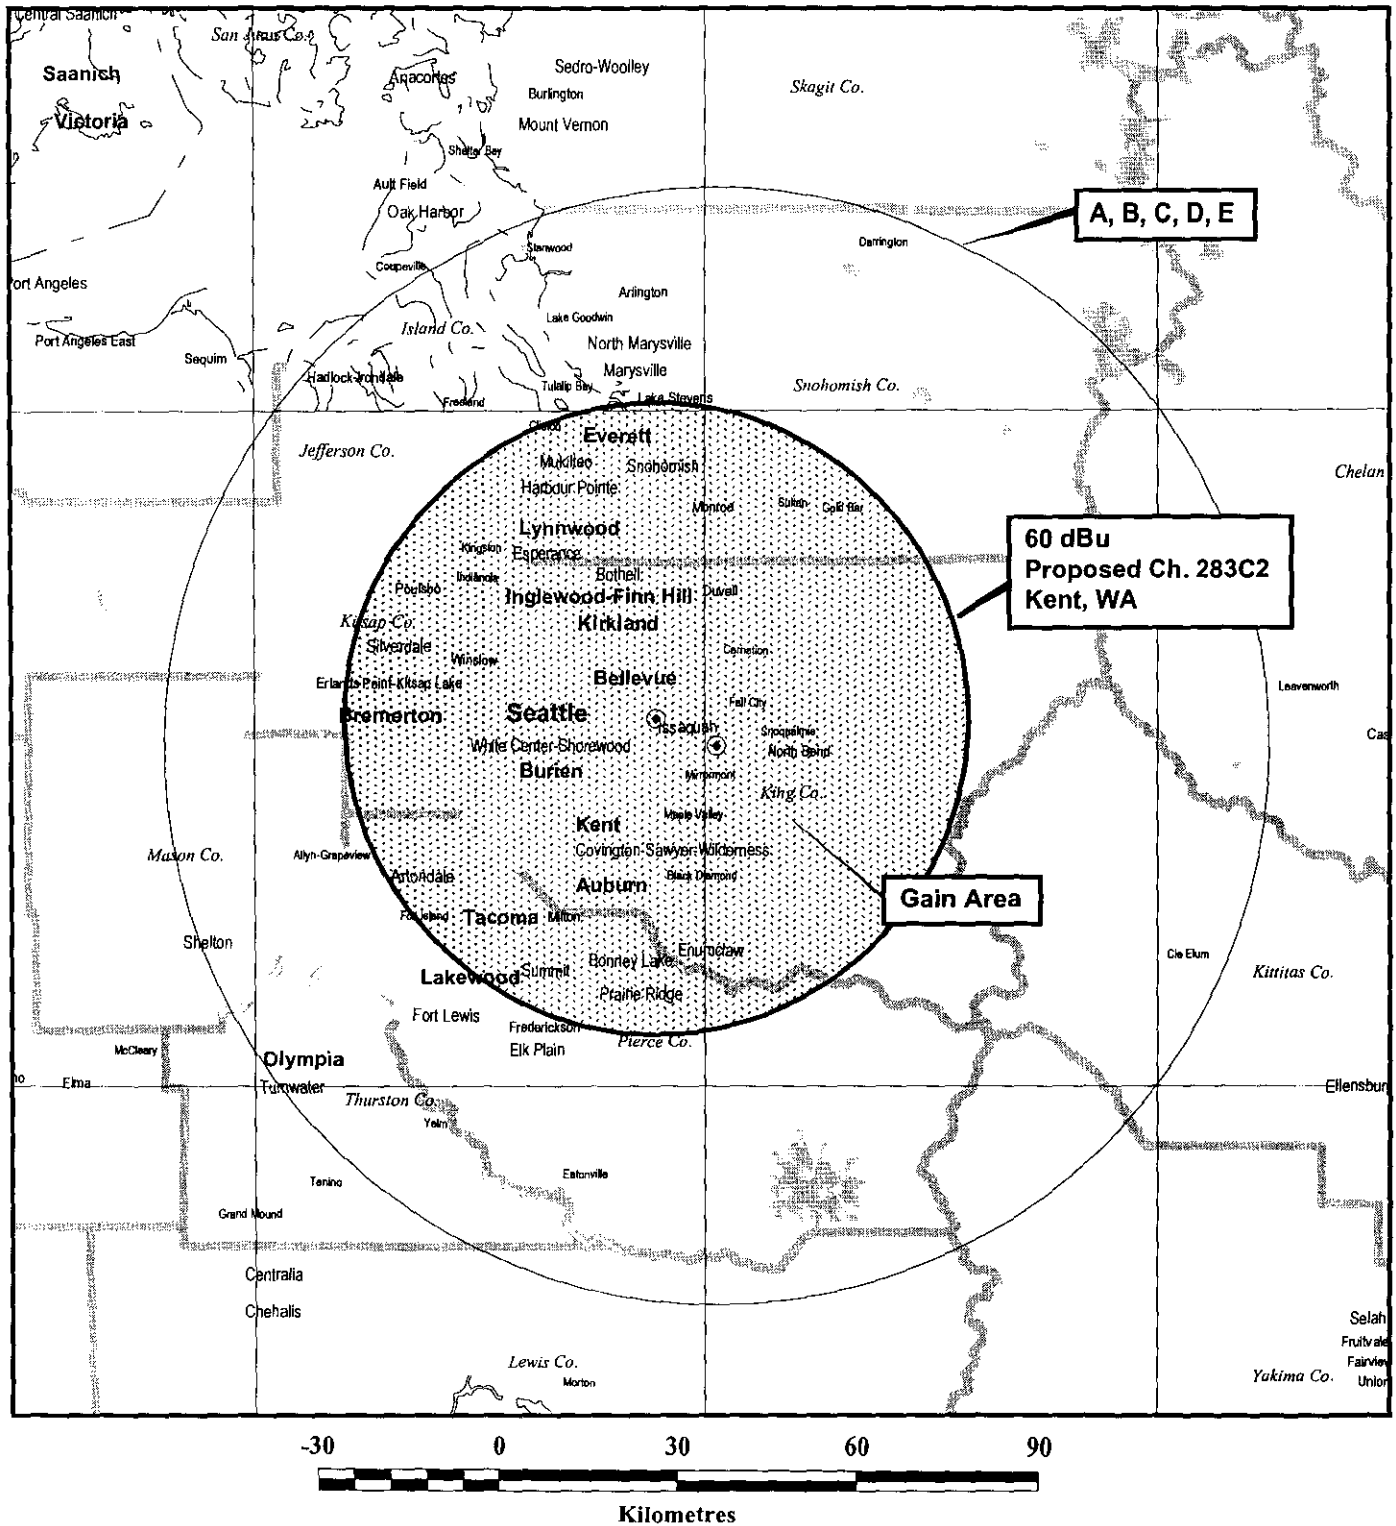 Central Saanich
San Juan Co.
Saanich
Anacortes
Sedro-Woolley
Skagit Co.
Burlington
Victoria
Mount Vernon
Shelter Bay
Ault Field
Oak Harbor
A, B, C, D, E
Stanwood
Darrington
Coupeville
ort Angeles
Arlington
Lake Goodwin
Island Co.
Port Angeles East
North Marysville
Sequim
Marysville
Hadlock-Irondale
Tulalip Bay
Snohomish Co.
Freeland
Lake Stevens
Clinton
Everett
Jefferson Co.
Mukilteo
Snohomish
Chelan
Harbour Pointe
Monroe
Sultan
Gold Bar
Lynnwood
60 dBu
Proposed Ch. 283C2
Kent, WA
Kingston
Esperance
Indianola
Bothell
Poulsbo
Inglewood-Finn Hill
Duvall
Kitsap Co.
Kirkland
Silverdale
Carnation
Winslow
Erlands Point-Kitsap Lake
Bellevue
Leavenworth
Fall City
Bremerton
Seattle
Issaquah
Snoqualmie
Cas
White Center-Shorewood
North Bend
Burien
Mirrormont
King Co.
Maple Valley
Kent
Mason Co.
Allyn-Grapeview
Covington-Sawyer-Wilderness
Artondale
Auburn
Black Diamond
Gain Area
Fox Island
Tacoma
Milton
Shelton
Enumclaw
Cle Elum
Bonney Lake
Lakewood
Summit
Kittitas Co.
Prairie Ridge
Fort Lewis
Frederickson
Pierce Co.
McCleary
Elk Plain
Olympia
no
Elma
Tumwater
Ellensbur
Thurston Co.
Yelm
Eatonville
Tenino
Grand Mound
Centralia
Chehalis
Selah
Fruitvale
Lewis Co.
Fairview
Morton
Yakima Co.
Union
-30 0 30 60 90
Kilometres